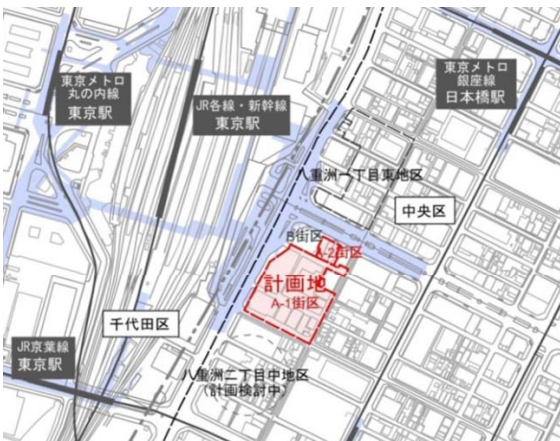 東京メトロ
丸の内線
東京駅
JR各線・新幹線
東京駅
東京メトロ
銀座線
日本橋駅
八重洲一丁目東地区
中央区
B街区
A-2街区
計画地
A-1街区
千代田区
JR京葉線
東京駅
八重洲二丁目中地区
(計画検討中)